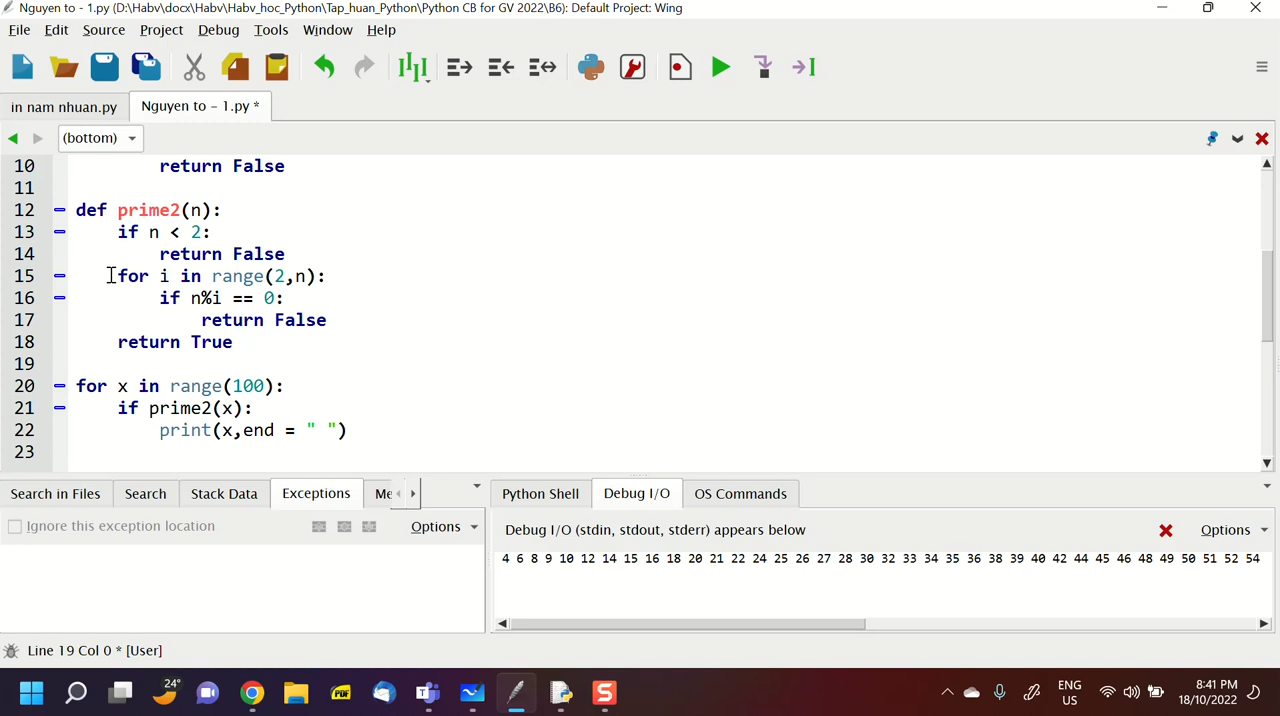 Nguyen to - 1.py (D:\Habv\docx\Habv\Habv_hoc_Python\Tap_huan_Python\Python CB for GV 2022\B6): Default Project: Wing
File Edit Source Project Debug Tools Window Help
in nam nhuan.py Nguyen to - 1.py *
(bottom)
10 return False
11
12 def prime2(n):
13 if n < 2:
14 return False
15 for i in range(2,n):
16 if n%i == 0:
17 return False
18 return True
19
20 for x in range(100):
21 if prime2(x):
22 print(x,end = " ")
23
Search in Files Search Stack Data Exceptions Me Python Shell Debug I/O OS Commands
Ignore this exception location Options Debug I/O (stdin, stdout, stderr) appears below Options
4 6 8 9 10 12 14 15 16 18 20 21 22 24 25 26 27 28 30 32 33 34 35 36 38 39 40 42 44 45 46 48 49 50 51 52 54
Line 19 Col 0 * [User]
24°
PDF
S
ENG
US
8:41 PM
18/10/2022